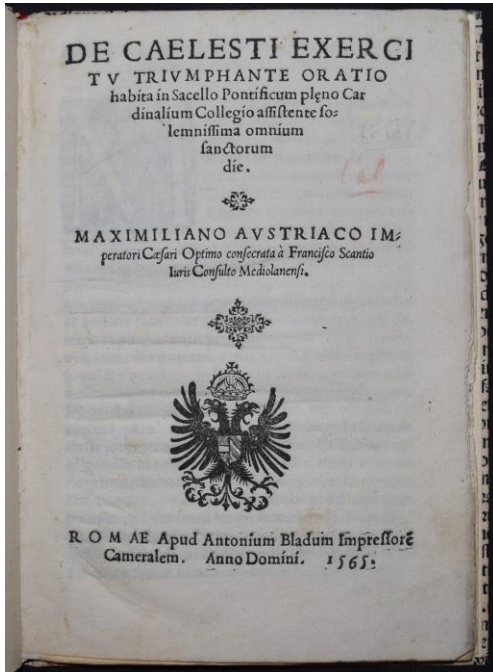 DE CAELESTI EXERCI
TV TRIVMPHANTE ORATIO
habita in Sacello Pontificum plęno Car
dinalium Collegio aſſiſtente ſo⸗
lemniſſima omnium
ſanctorum
die.
MAXIMILIANO AVSTRIACO IM⸗
peratori Cæſari Optimo conſecrata à Franciſco Scantio
Iuris Conſulto Mediolanenſi.
ROMAE Apud Antonium Bladum Impreſſorē
Cameralem. Anno Domini. 1565.